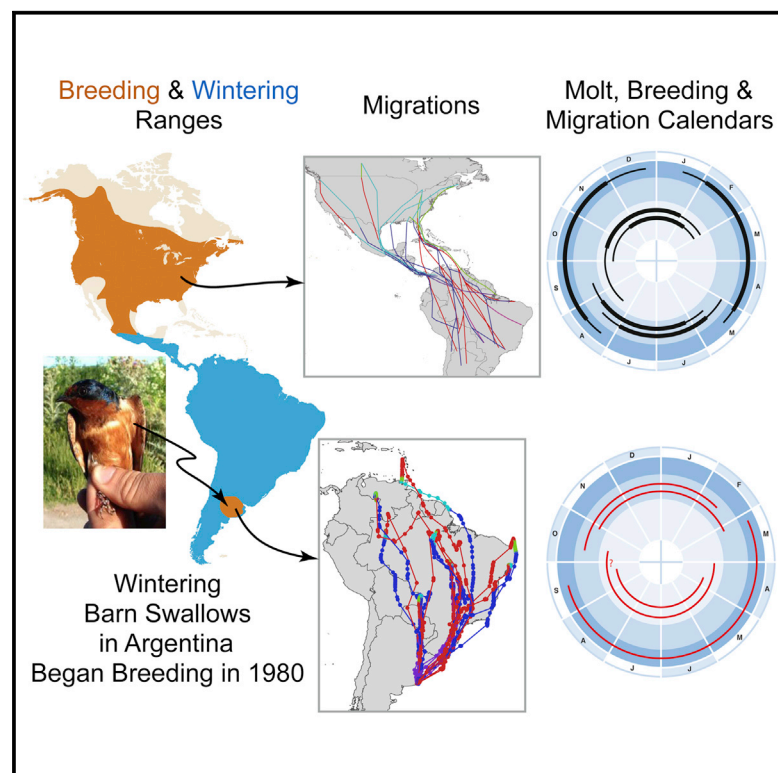 Breeding & Wintering
Ranges
Migrations
Molt, Breeding &
Migration Calendars
D
J
N
F
O
M
S
A
A
M
J
J
Wintering
Barn Swallows
in Argentina
Began Breeding in 1980
D
J
N
F
O
M
?
S
A
A
M
J
J